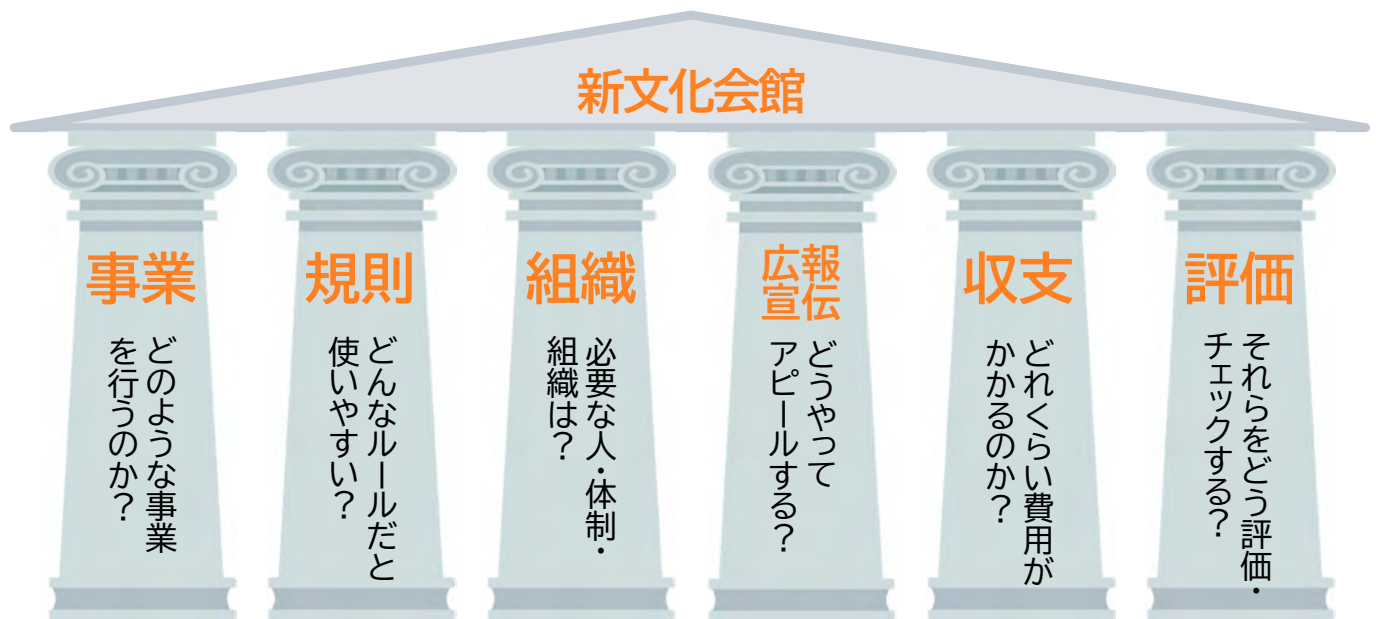 新文化会館
事業
どのような事業
を行うのか？
規則
どんなルールだと
使いやすい？
組織
必要な人・体制・
組織は？
広報
宣伝
どうやって
アピールする？
収支
どれくらい費用が
かかるのか？
評価
それらをどう評価・
チェックする？